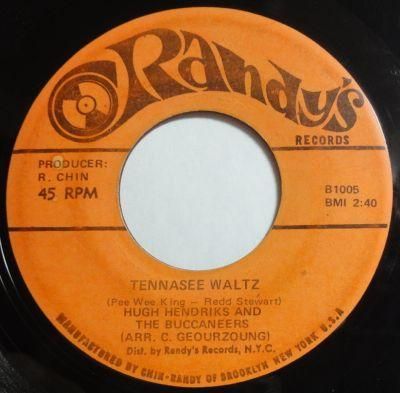 Randy's
RECORDS
PRODUCER:
R. CHIN
45 RPM
B1005
BMI 2:40
TENNASEE WALTZ
(Pee Wee King - Redd Stewart)
HUGH HENDRIKS AND
THE BUCCANEERS
(ARR. C. GEOURZOUNG)
Dist. by Randy's Records, N.Y.C.
MANUFACTURED BY CHIN-RANDY OF BROOKLYN NEW YORK U.S.A